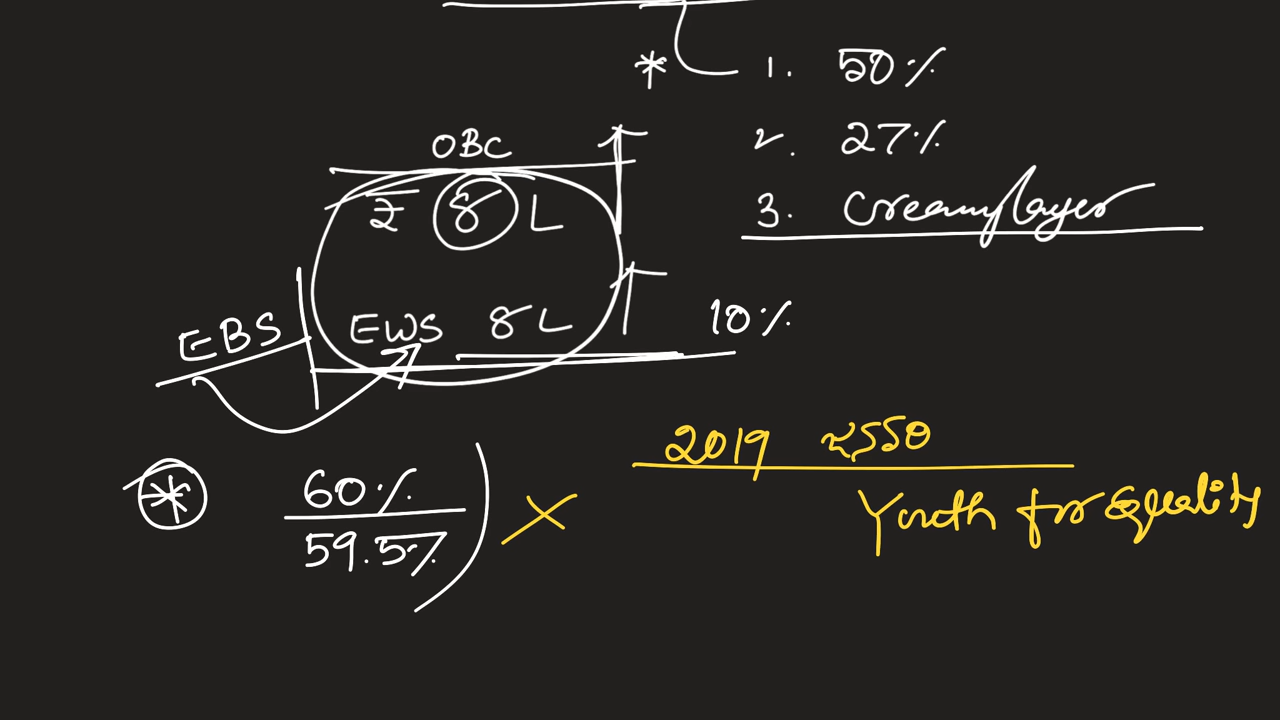 * 1. 50%
2. 27%
3. Creamy layer
OBC
₹ 8 L
EBS EWS 8 L 10%
* 60%
59.5%
2019
Youth for Equality